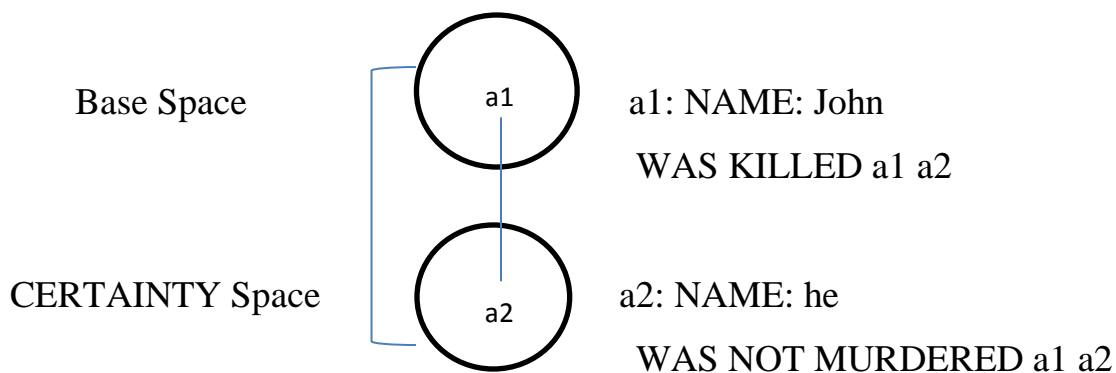 Base Space
a1
a1: NAME: John
WAS KILLED a1 a2
CERTAINTY Space
a2
a2: NAME: he
WAS NOT MURDERED a1 a2